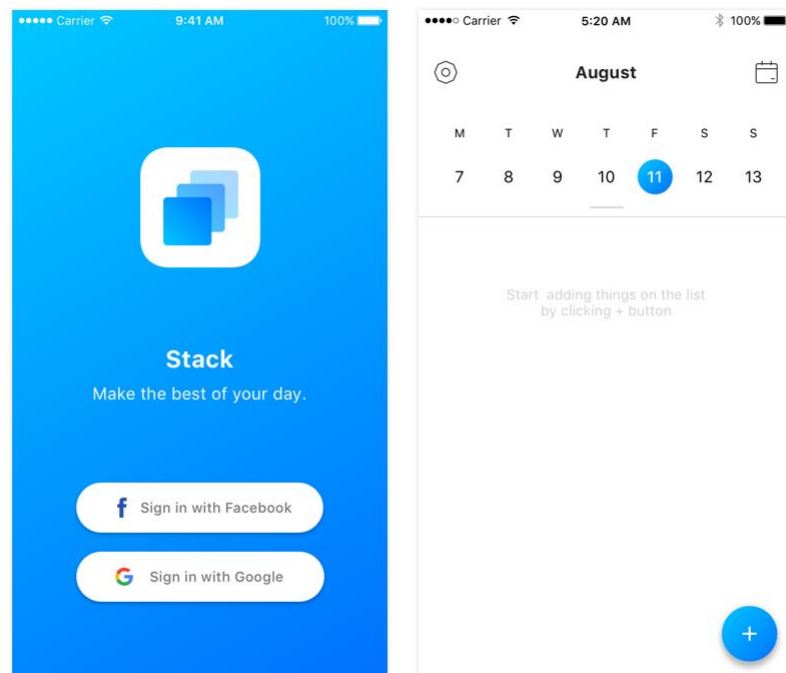 Carrier 9:41 AM 100%
Stack
Make the best of your day.
Sign in with Facebook
Sign in with Google
Carrier 5:20 AM 100%
August
M T W T F S S
7 8 9 10 11 12 13
Start adding things on the list
by clicking + button
+